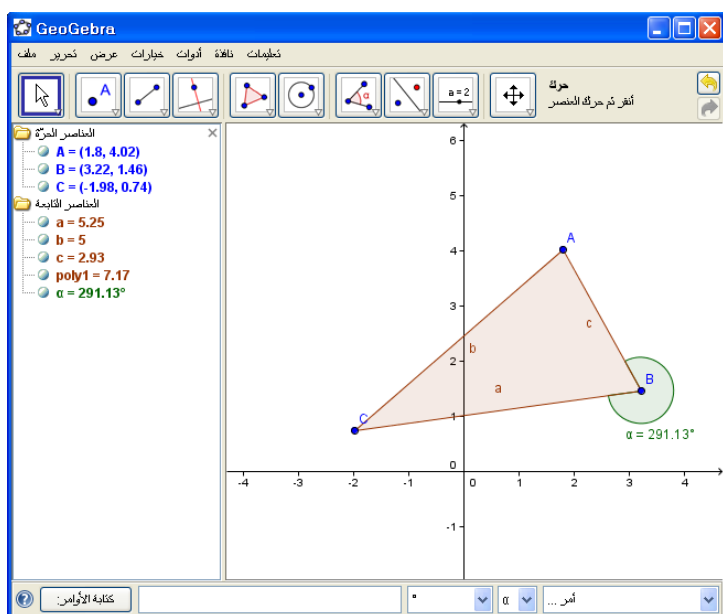 GeoGebra
ملف تحرير عرض خيارات أدوات نافذة تعليمات
A
α
a = 2
حرك
أنقر ثم حرك العنصر
العناصر الحرّة
A = (1.8, 4.02)
B = (3.22, 1.46)
C = (-1.98, 0.74)
العناصر التابعة
a = 5.25
b = 5
c = 2.93
poly1 = 7.17
α = 291.13°
6
5
4
3
2
1
0
-1
-4 -3 -2 -1 0 1 2 3 4
A
c
b
B
a
C
α = 291.13°
كتابة الأوامر:
°
α
أمر ...